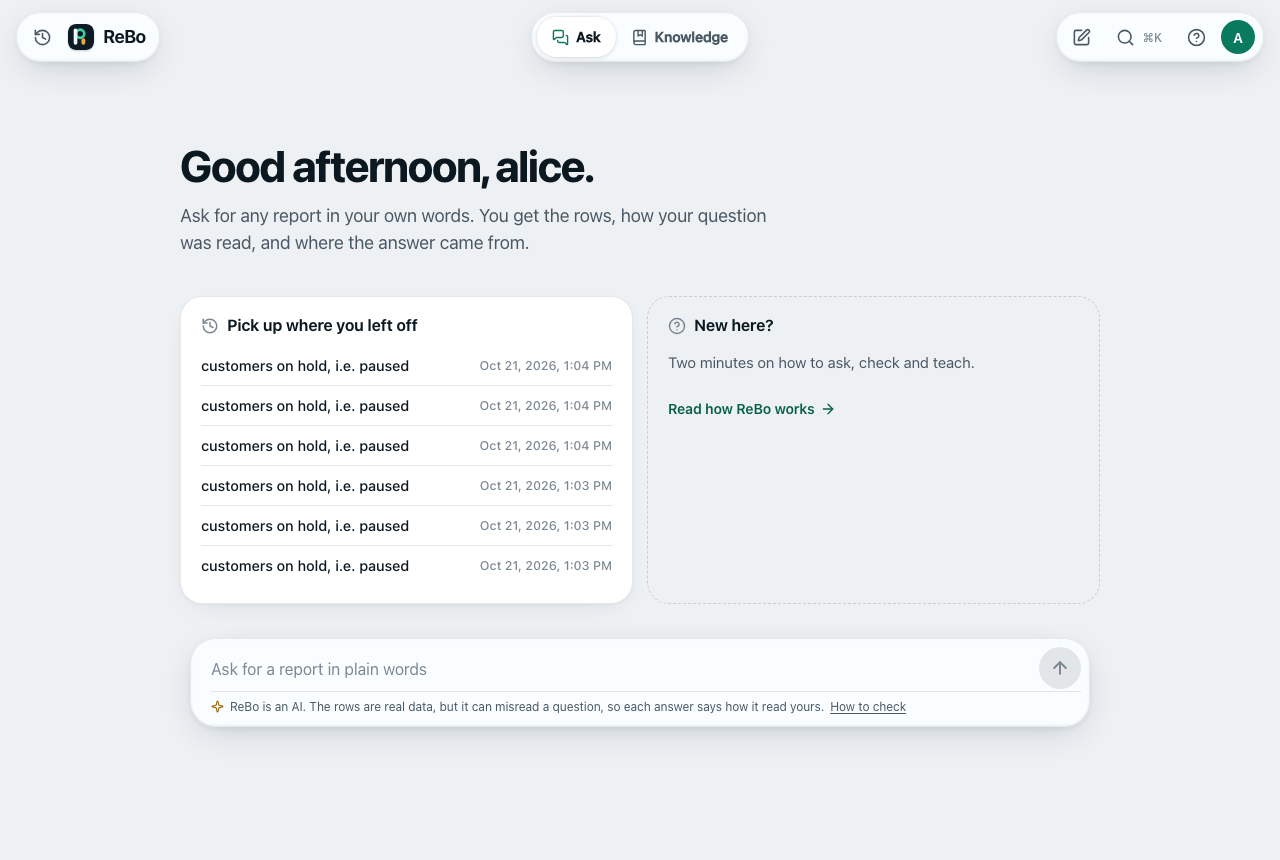 ReBo
Ask
Knowledge
⌘K
A
Good afternoon, alice.
Ask for any report in your own words. You get the rows, how your question
was read, and where the answer came from.
Pick up where you left off
customers on hold, i.e. paused Oct 21, 2026, 1:04 PM
customers on hold, i.e. paused Oct 21, 2026, 1:04 PM
customers on hold, i.e. paused Oct 21, 2026, 1:04 PM
customers on hold, i.e. paused Oct 21, 2026, 1:03 PM
customers on hold, i.e. paused Oct 21, 2026, 1:03 PM
customers on hold, i.e. paused Oct 21, 2026, 1:03 PM
New here?
Two minutes on how to ask, check and teach.
Read how ReBo works →
Ask for a report in plain words
ReBo is an AI. The rows are real data, but it can misread a question, so each answer says how it read yours. How to check